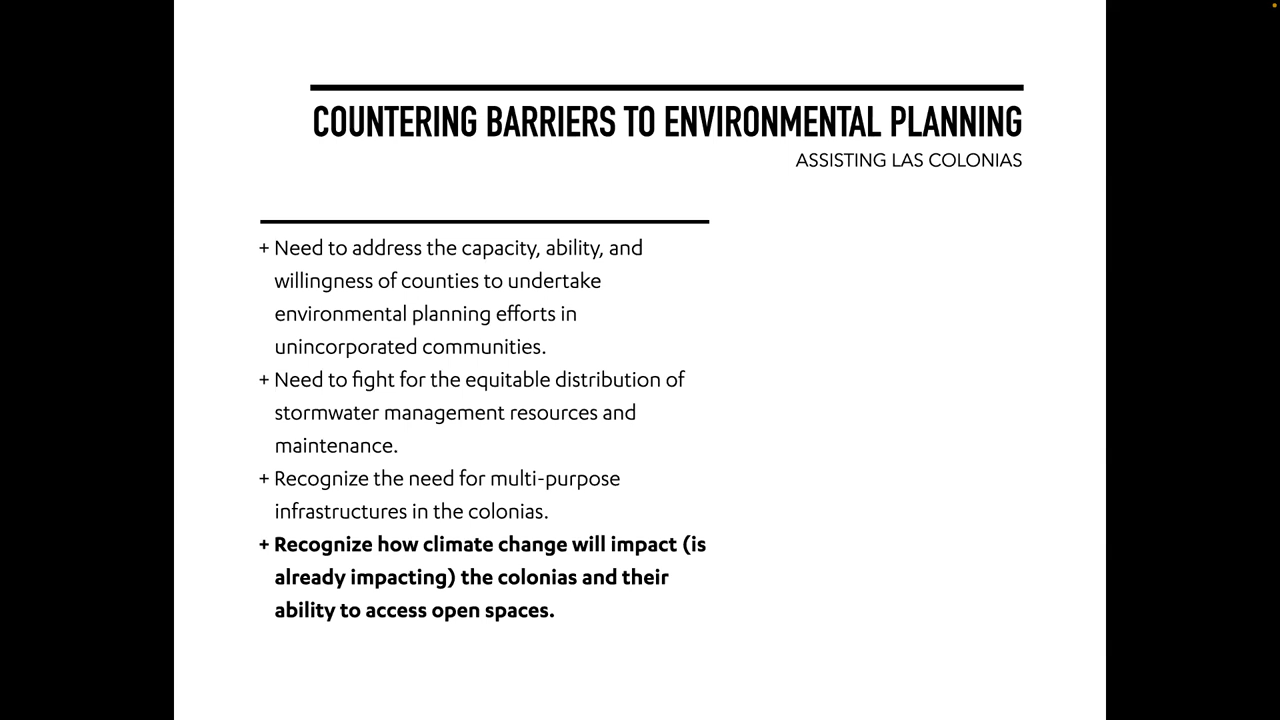 COUNTERING BARRIERS TO ENVIRONMENTAL PLANNING
ASSISTING LAS COLONIAS
+ Need to address the capacity, ability, and
willingness of counties to undertake
environmental planning efforts in
unincorporated communities.
+ Need to fight for the equitable distribution of
stormwater management resources and
maintenance.
+ Recognize the need for multi-purpose
infrastructures in the colonias.
+ Recognize how climate change will impact (is
already impacting) the colonias and their
ability to access open spaces.